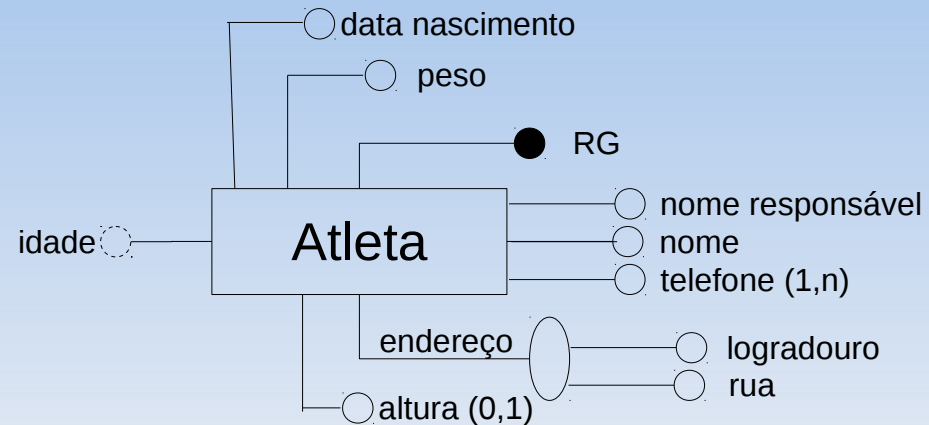 data nascimento
peso
RG
nome responsável
idade
Atleta
nome
telefone (1,n)
endereço
logradouro
rua
altura (0,1)